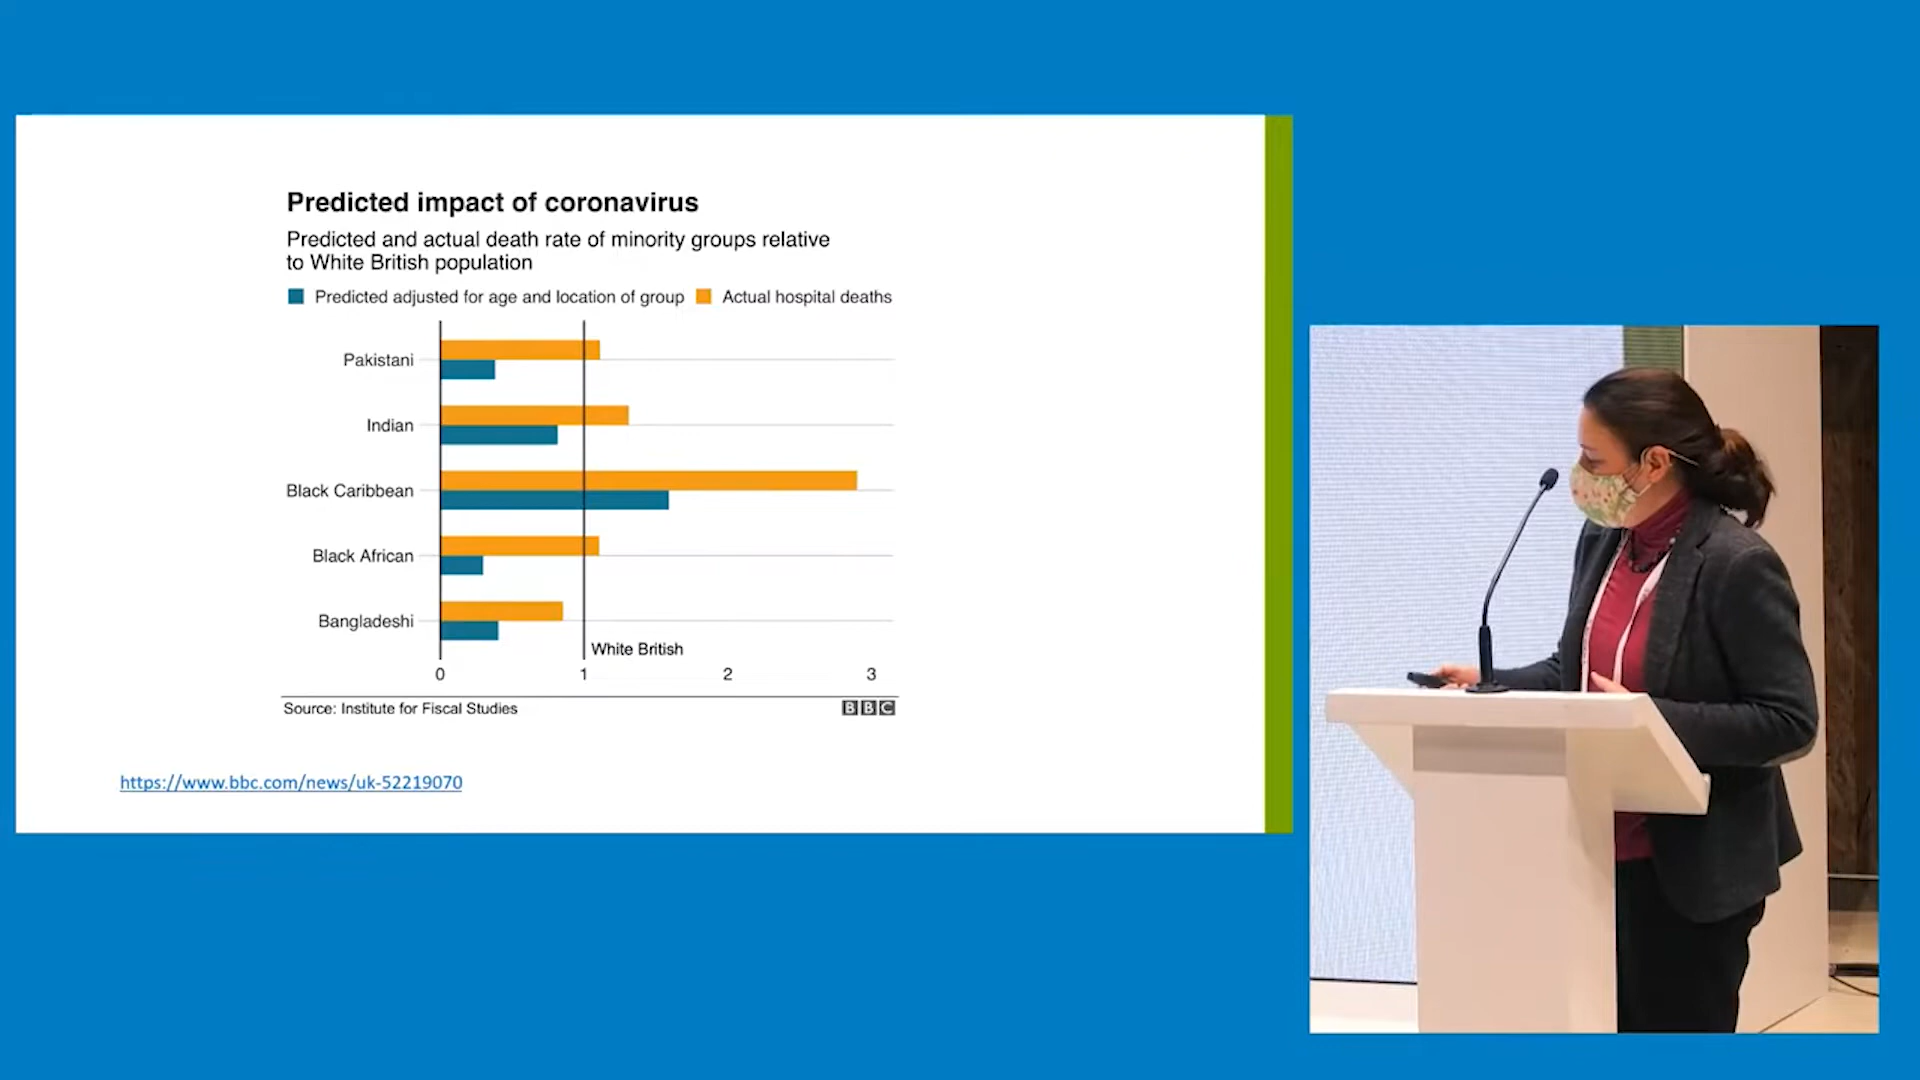 Predicted impact of coronavirus
Predicted and actual death rate of minority groups relative
to White British population
Predicted adjusted for age and location of group Actual hospital deaths
Pakistani
Indian
Black Caribbean
Black African
Bangladeshi
White British
0 1 2 3
Source: Institute for Fiscal Studies BBC
https://www.bbc.com/news/uk-52219070